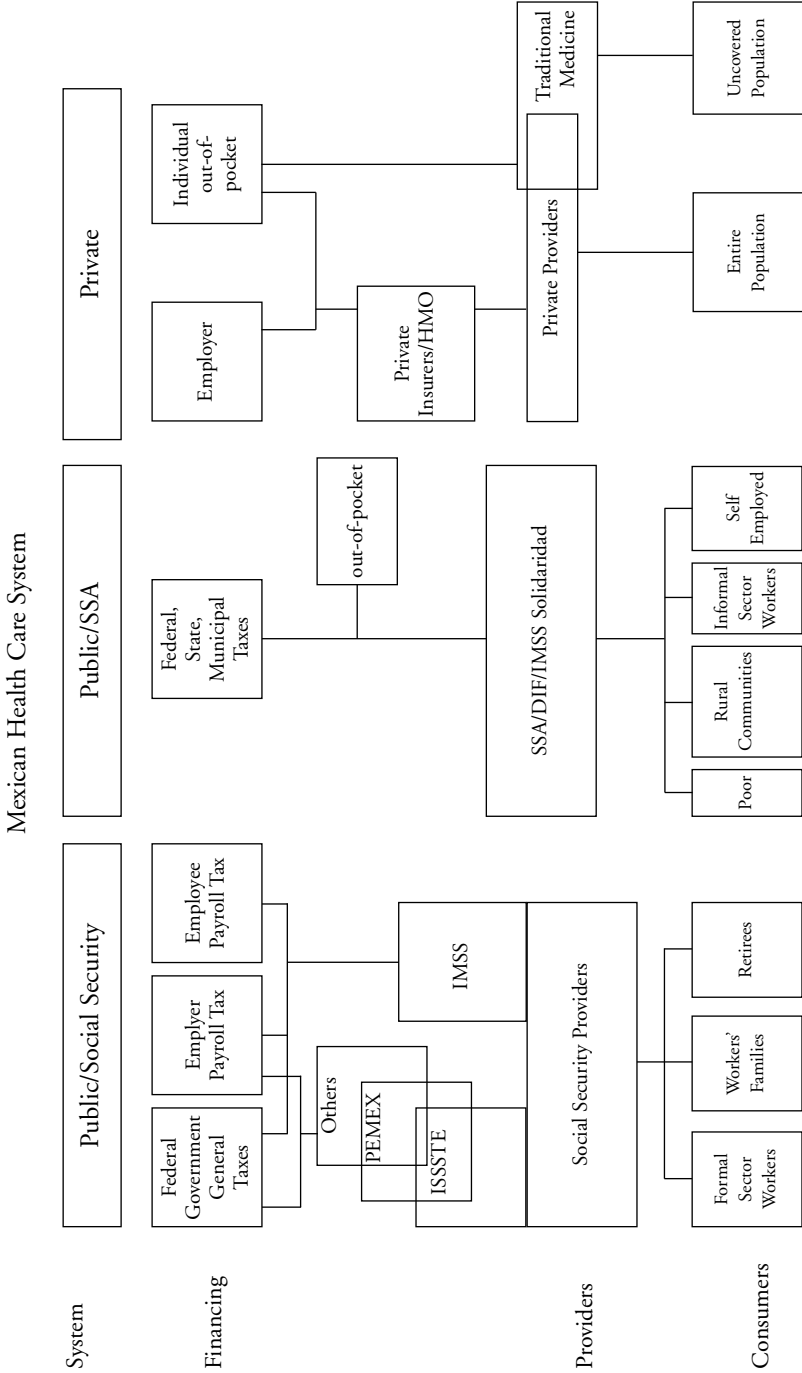 Mexican Health Care System
System
Public/Social Security
Public/SSA
Private
Financing
Federal
Government
General
Taxes
Emplyer
Payroll Tax
Employee
Payroll Tax
Federal,
State,
Municipal
Taxes
Employer
Individual
out-of-
pocket
Others
PEMEX
ISSSTE
IMSS
out-of-pocket
Private
Insurers/HMO
Providers
Social Security Providers
SSA/DIF/IMSS Solidaridad
Private Providers
Traditional
Medicine
Consumers
Formal
Sector
Workers
Workers’
Families
Retirees
Poor
Rural
Communities
Informal
Sector
Workers
Self
Employed
Entire
Population
Uncovered
Population